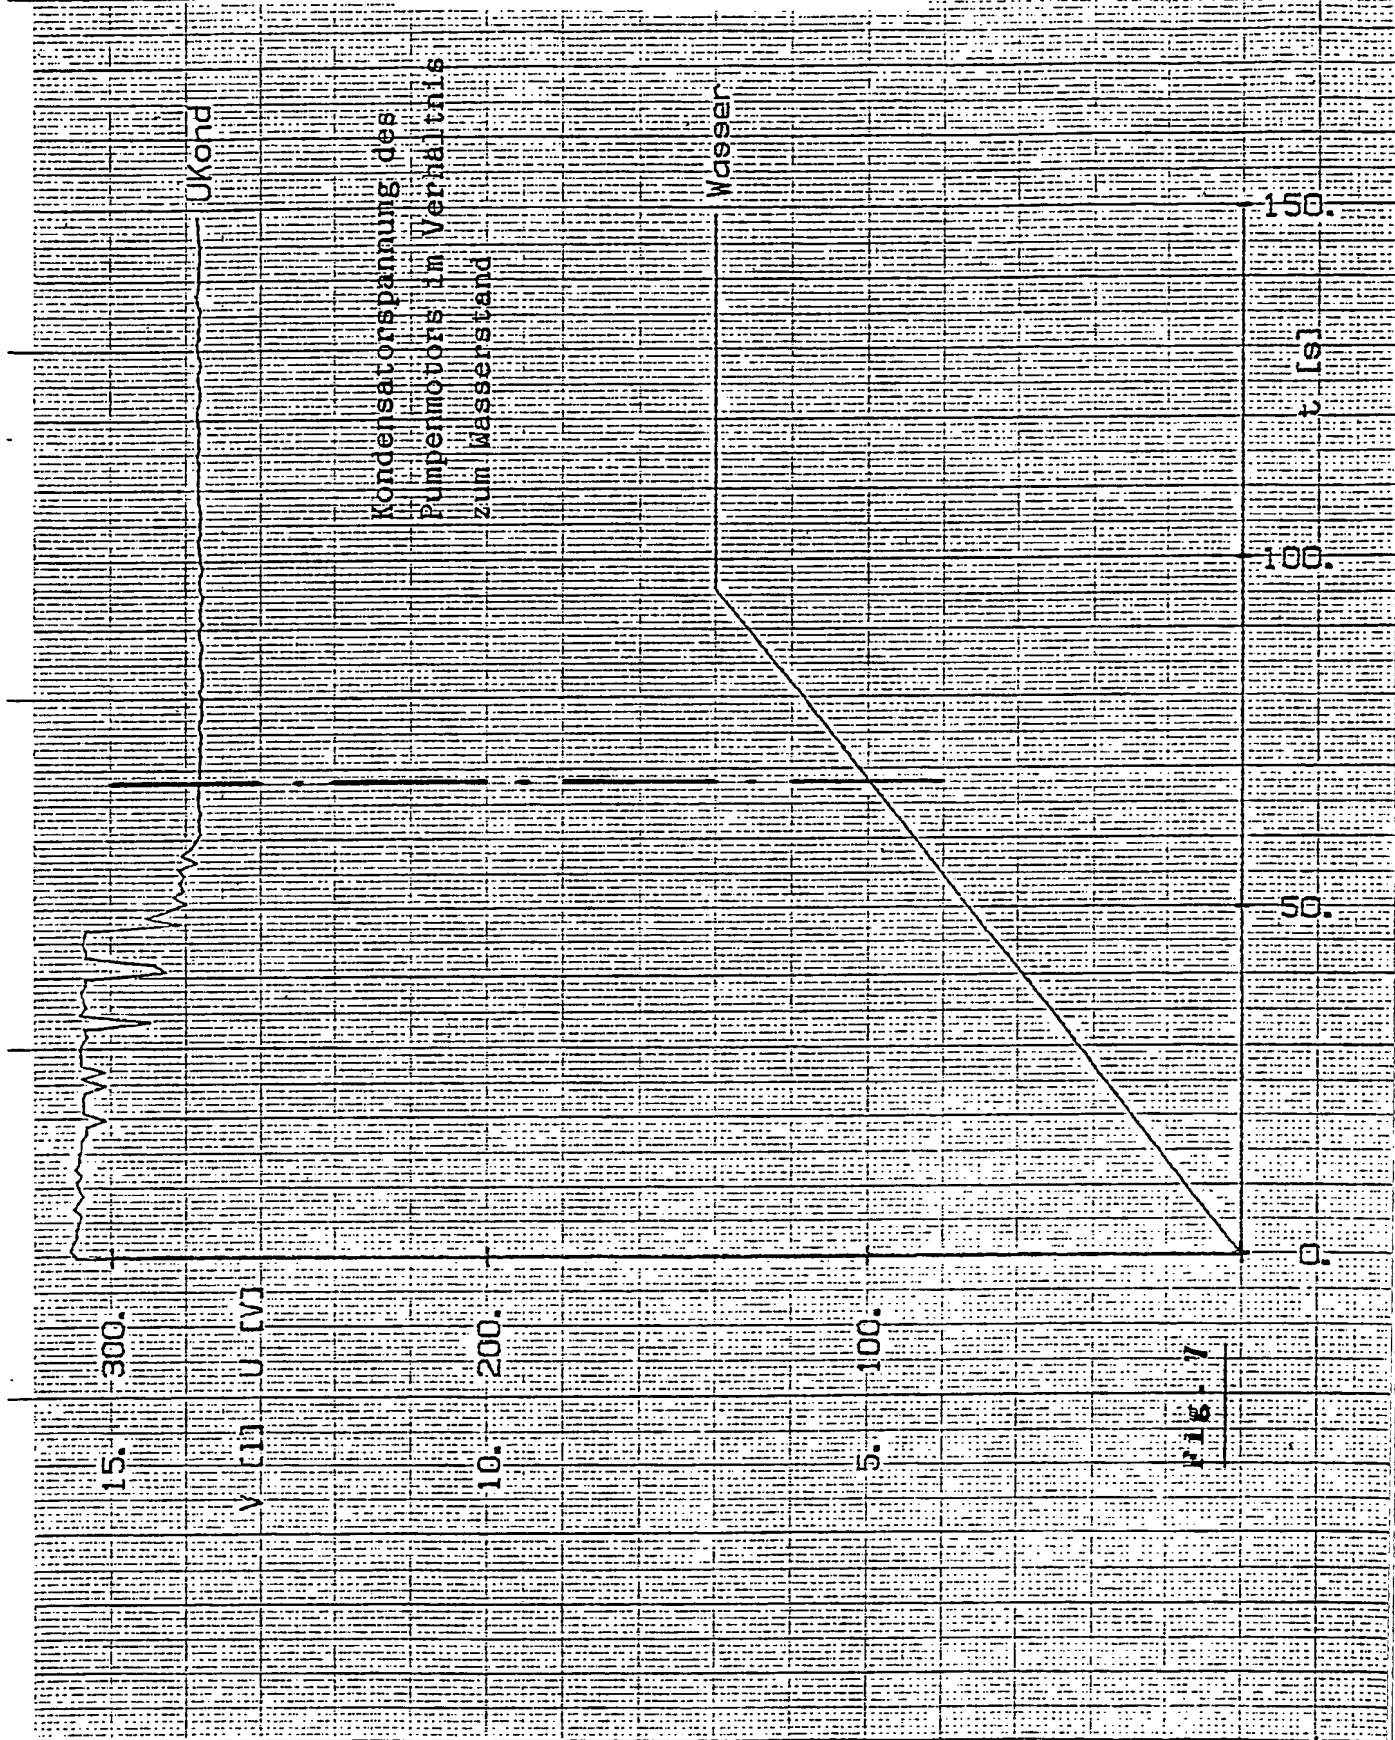 UKond
Kondensatorspannung des
Pumpenmotors im Verhältnis
zum Wasserstand
Wasser
15. 300.
V [l] U [V]
10. 200.
5. 100.
0. 50. 100. 150.
t [s]
Fig. 7